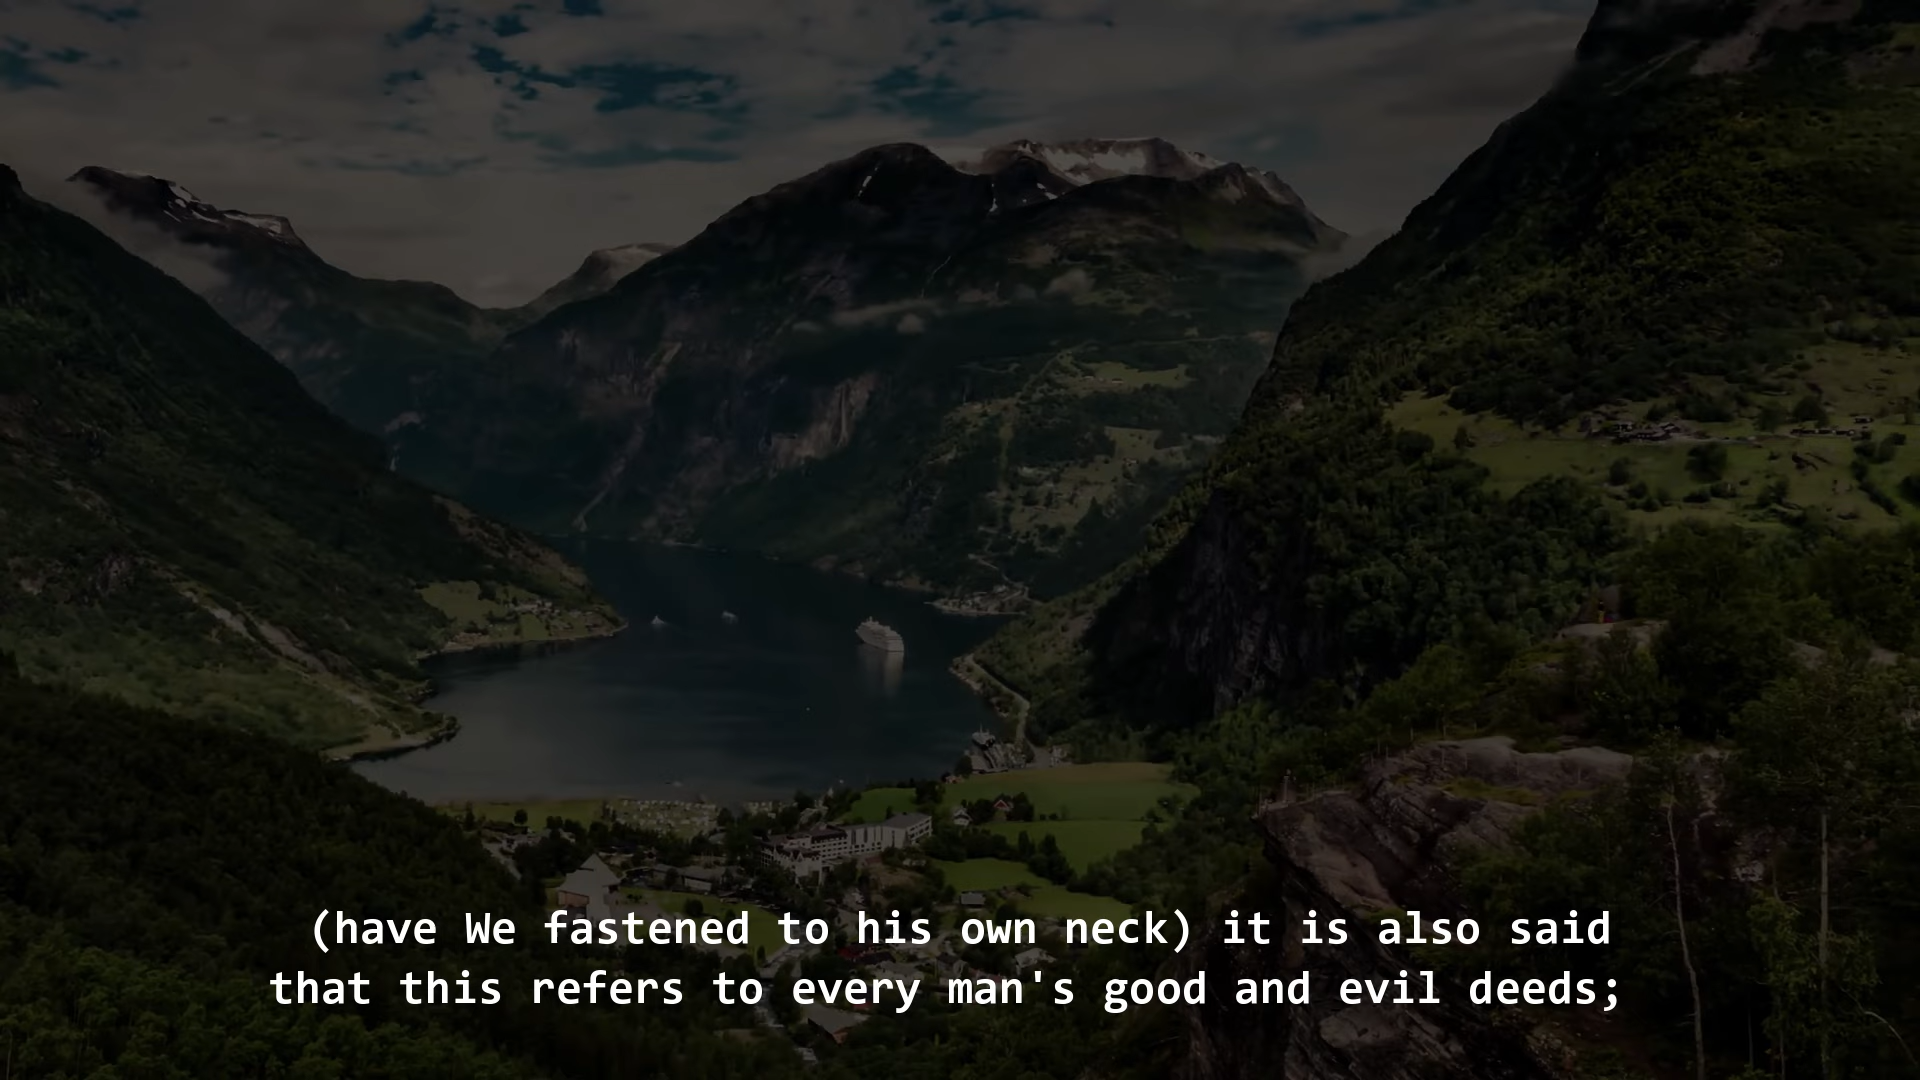 (have We fastened to his own neck) it is also said
that this refers to every man's good and evil deeds;